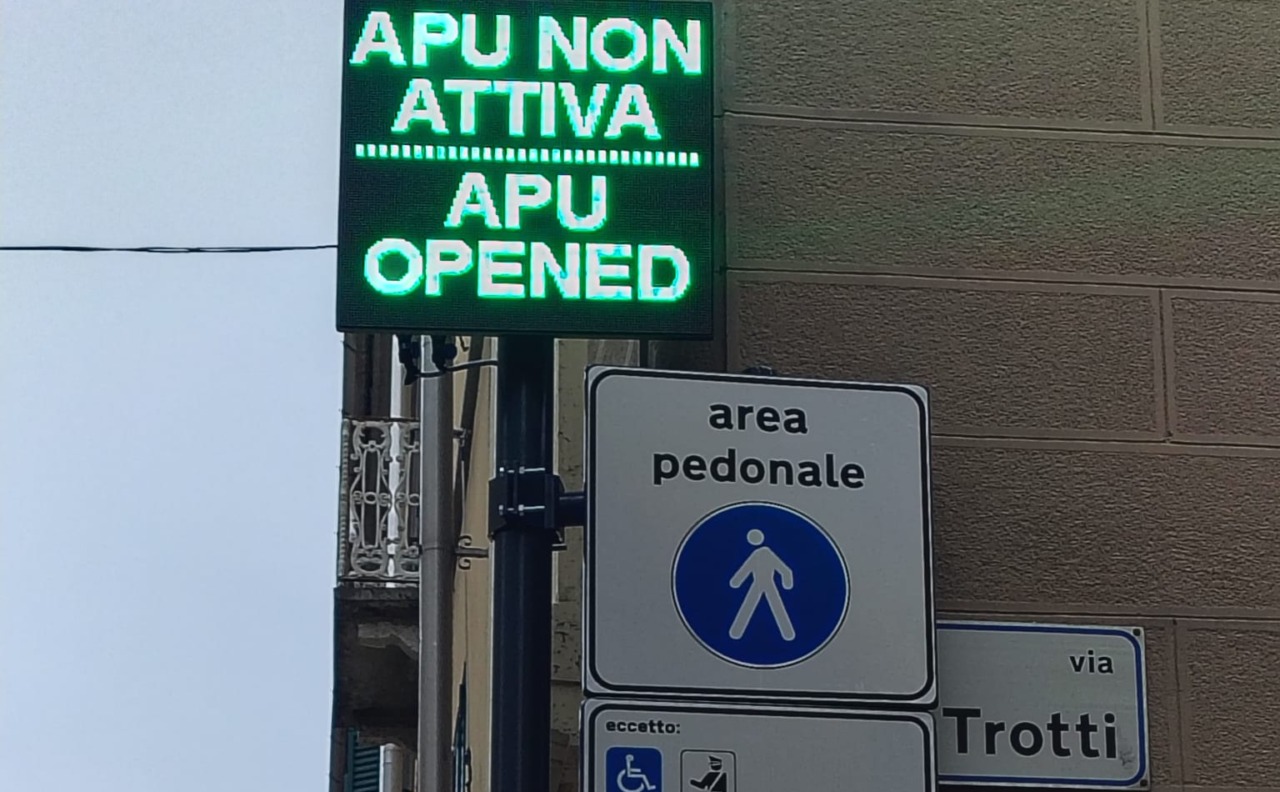 APU NON
ATTIVA
APU
OPENED
area
pedonale
eccetto:
via
Trotti